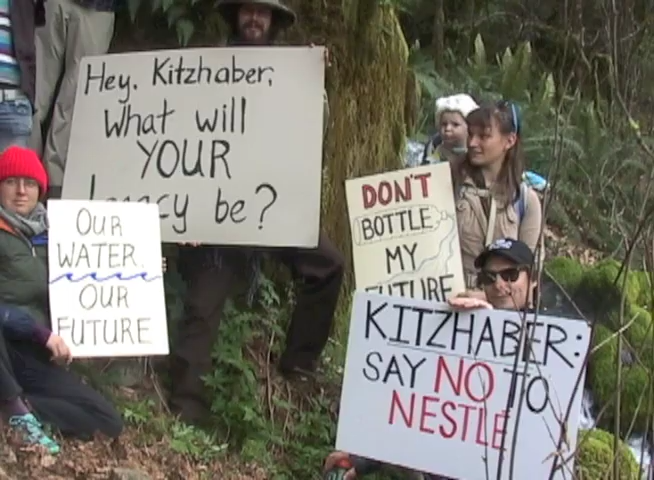 Hey, Kitzhaber,
What will
YOUR
be?
OUR
WATER.
OUR
FUTURE
DON'T
BOTTLE
MY
FUTURE
KITZHABER:
SAY NO TO
NESTLE